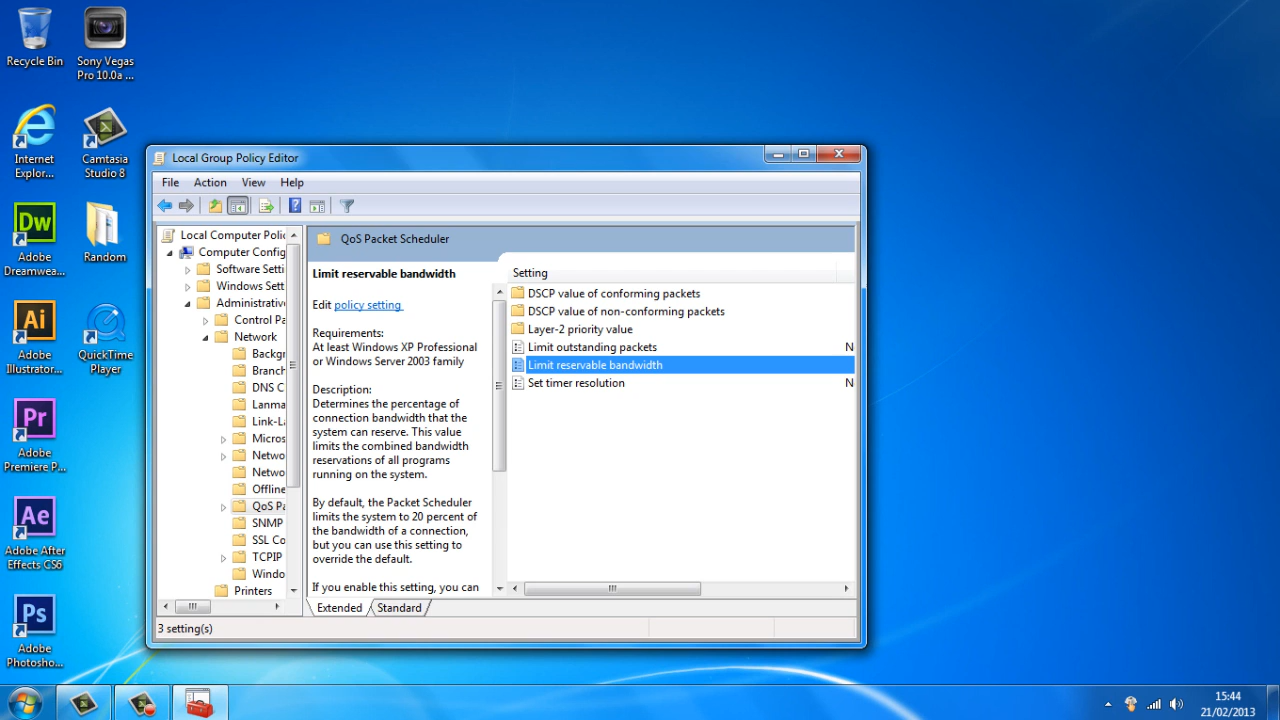 Recycle Bin
Sony Vegas
Pro 10.0a ...
Internet
Explor...
Camtasia
Studio 8
Dw
Adobe
Dreamwea...
Random
Ai
Adobe
Illustrator...
QuickTime
Player
Pr
Adobe
Premiere P...
Ae
Adobe After
Effects CS6
Ps
Adobe
Photosho...
Local Group Policy Editor
File Action View Help
Local Computer Polic
Computer Config
Software Setti
Windows Sett
Administrativ
Control Pa
Network
Backgr
Branch
DNS C
Lanma
Link-La
Micros
Netwo
Netwo
Offline
QoS Pa
SNMP
SSL Co
TCPIP
Windo
Printers
QoS Packet Scheduler
Limit reservable bandwidth
Edit policy setting
Requirements:
At least Windows XP Professional
or Windows Server 2003 family
Description:
Determines the percentage of
connection bandwidth that the
system can reserve. This value
limits the combined bandwidth
reservations of all programs
running on the system.
By default, the Packet Scheduler
limits the system to 20 percent of
the bandwidth of a connection,
but you can use this setting to
override the default.
If you enable this setting, you can
Setting
DSCP value of conforming packets
DSCP value of non-conforming packets
Layer-2 priority value
Limit outstanding packets N
Limit reservable bandwidth
Set timer resolution N
Extended Standard
3 setting(s)
15:44
21/02/2013